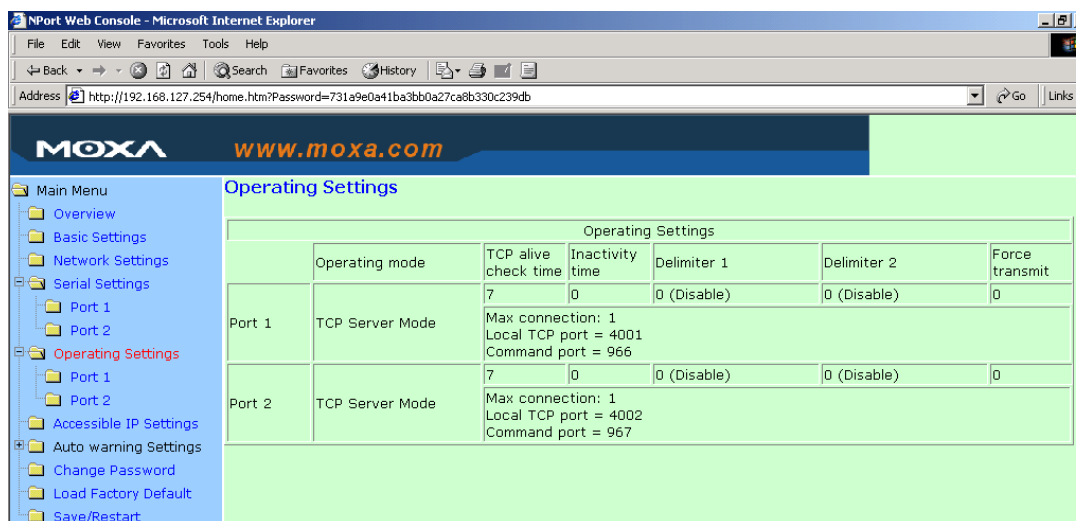 NPort Web Console - Microsoft Internet Explorer
File Edit View Favorites Tools Help
Back Search Favorites History
Address http://192.168.127.254/home.htm?Password=731a9e0a41ba3bb0a27ca8b330c239db Go Links
MOXA www.moxa.com
Main Menu
Overview
Basic Settings
Network Settings
Serial Settings
Port 1
Port 2
Operating Settings
Port 1
Port 2
Accessible IP Settings
Auto warning Settings
Change Password
Load Factory Default
Save/Restart
Operating Settings
Operating Settings
Operating mode TCP alive check time Inactivity time Delimiter 1 Delimiter 2 Force transmit
Port 1 TCP Server Mode 7 0 0 (Disable) 0 (Disable) 0
Max connection: 1
Local TCP port = 4001
Command port = 966
Port 2 TCP Server Mode 7 0 0 (Disable) 0 (Disable) 0
Max connection: 1
Local TCP port = 4002
Command port = 967